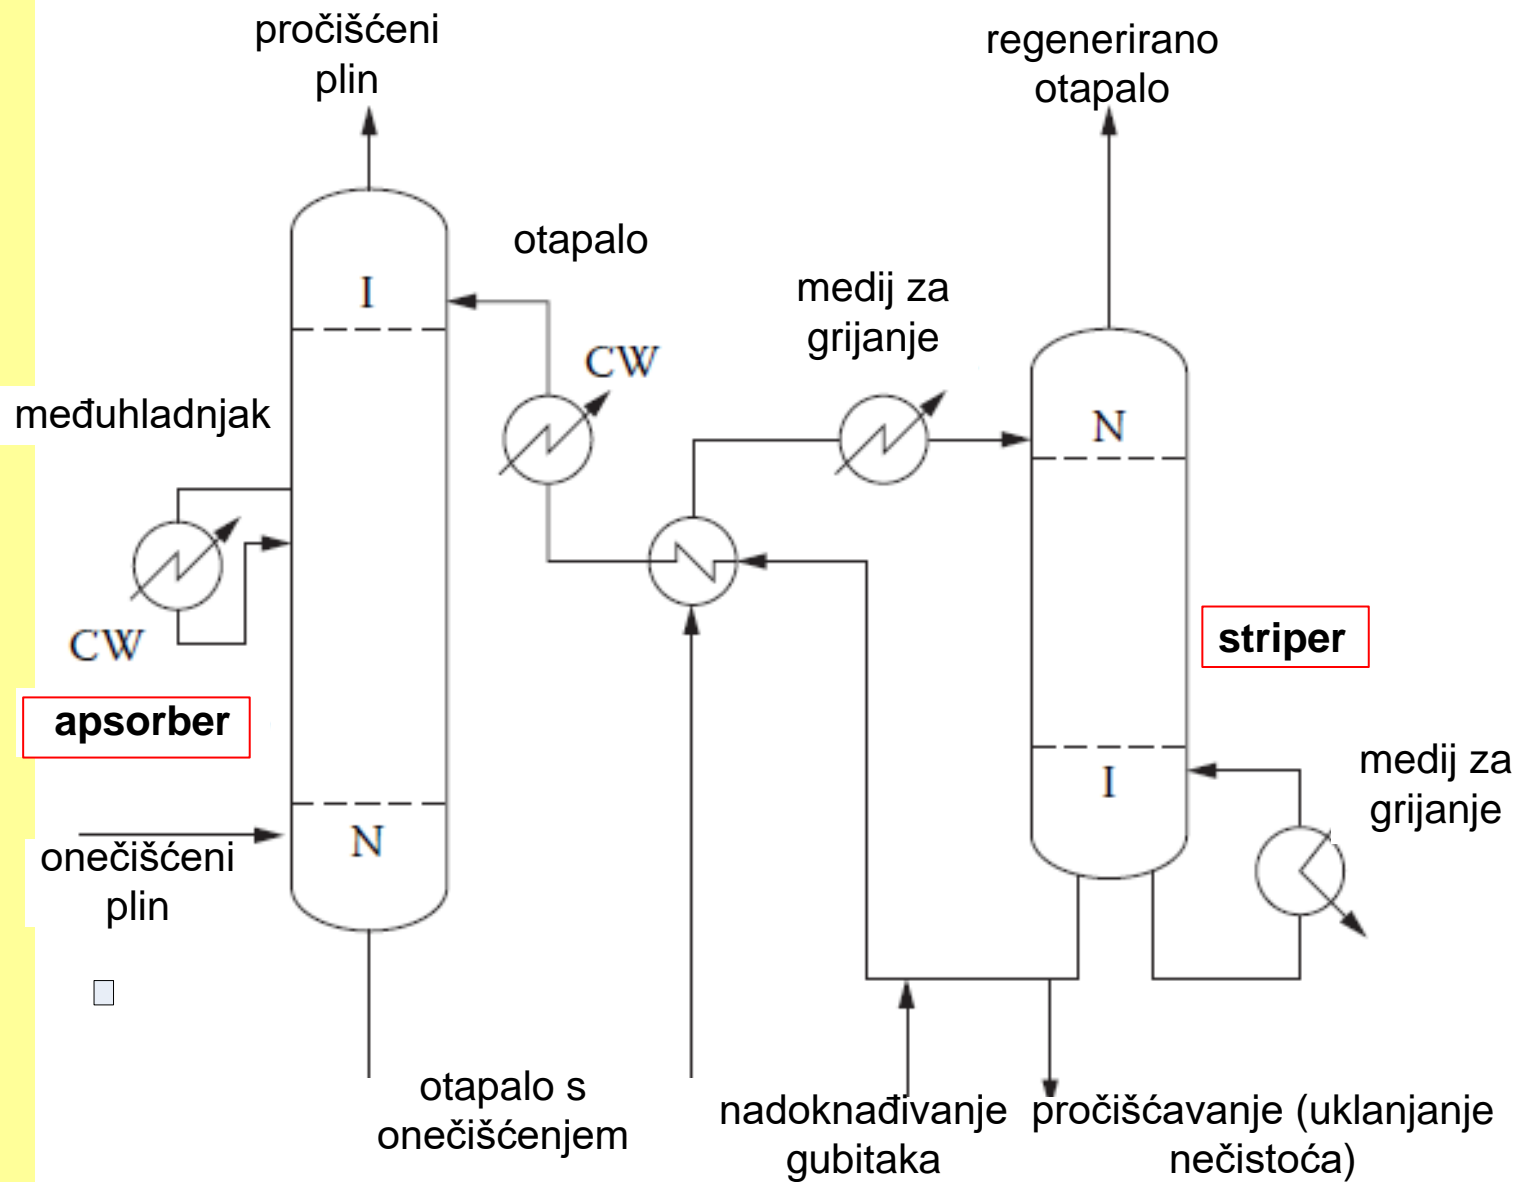 pročišćeni
plin
regenerirano
otapalo
otapalo
I
medij za
grijanje
CW
međuhladnjak
N
CW
striper
apsorber
medij za
grijanje
I
N
onečišćeni
plin
otapalo s
onečišćenjem
nadoknađivanje
gubitaka
pročišćavanje (uklanjanje
nečistoća)